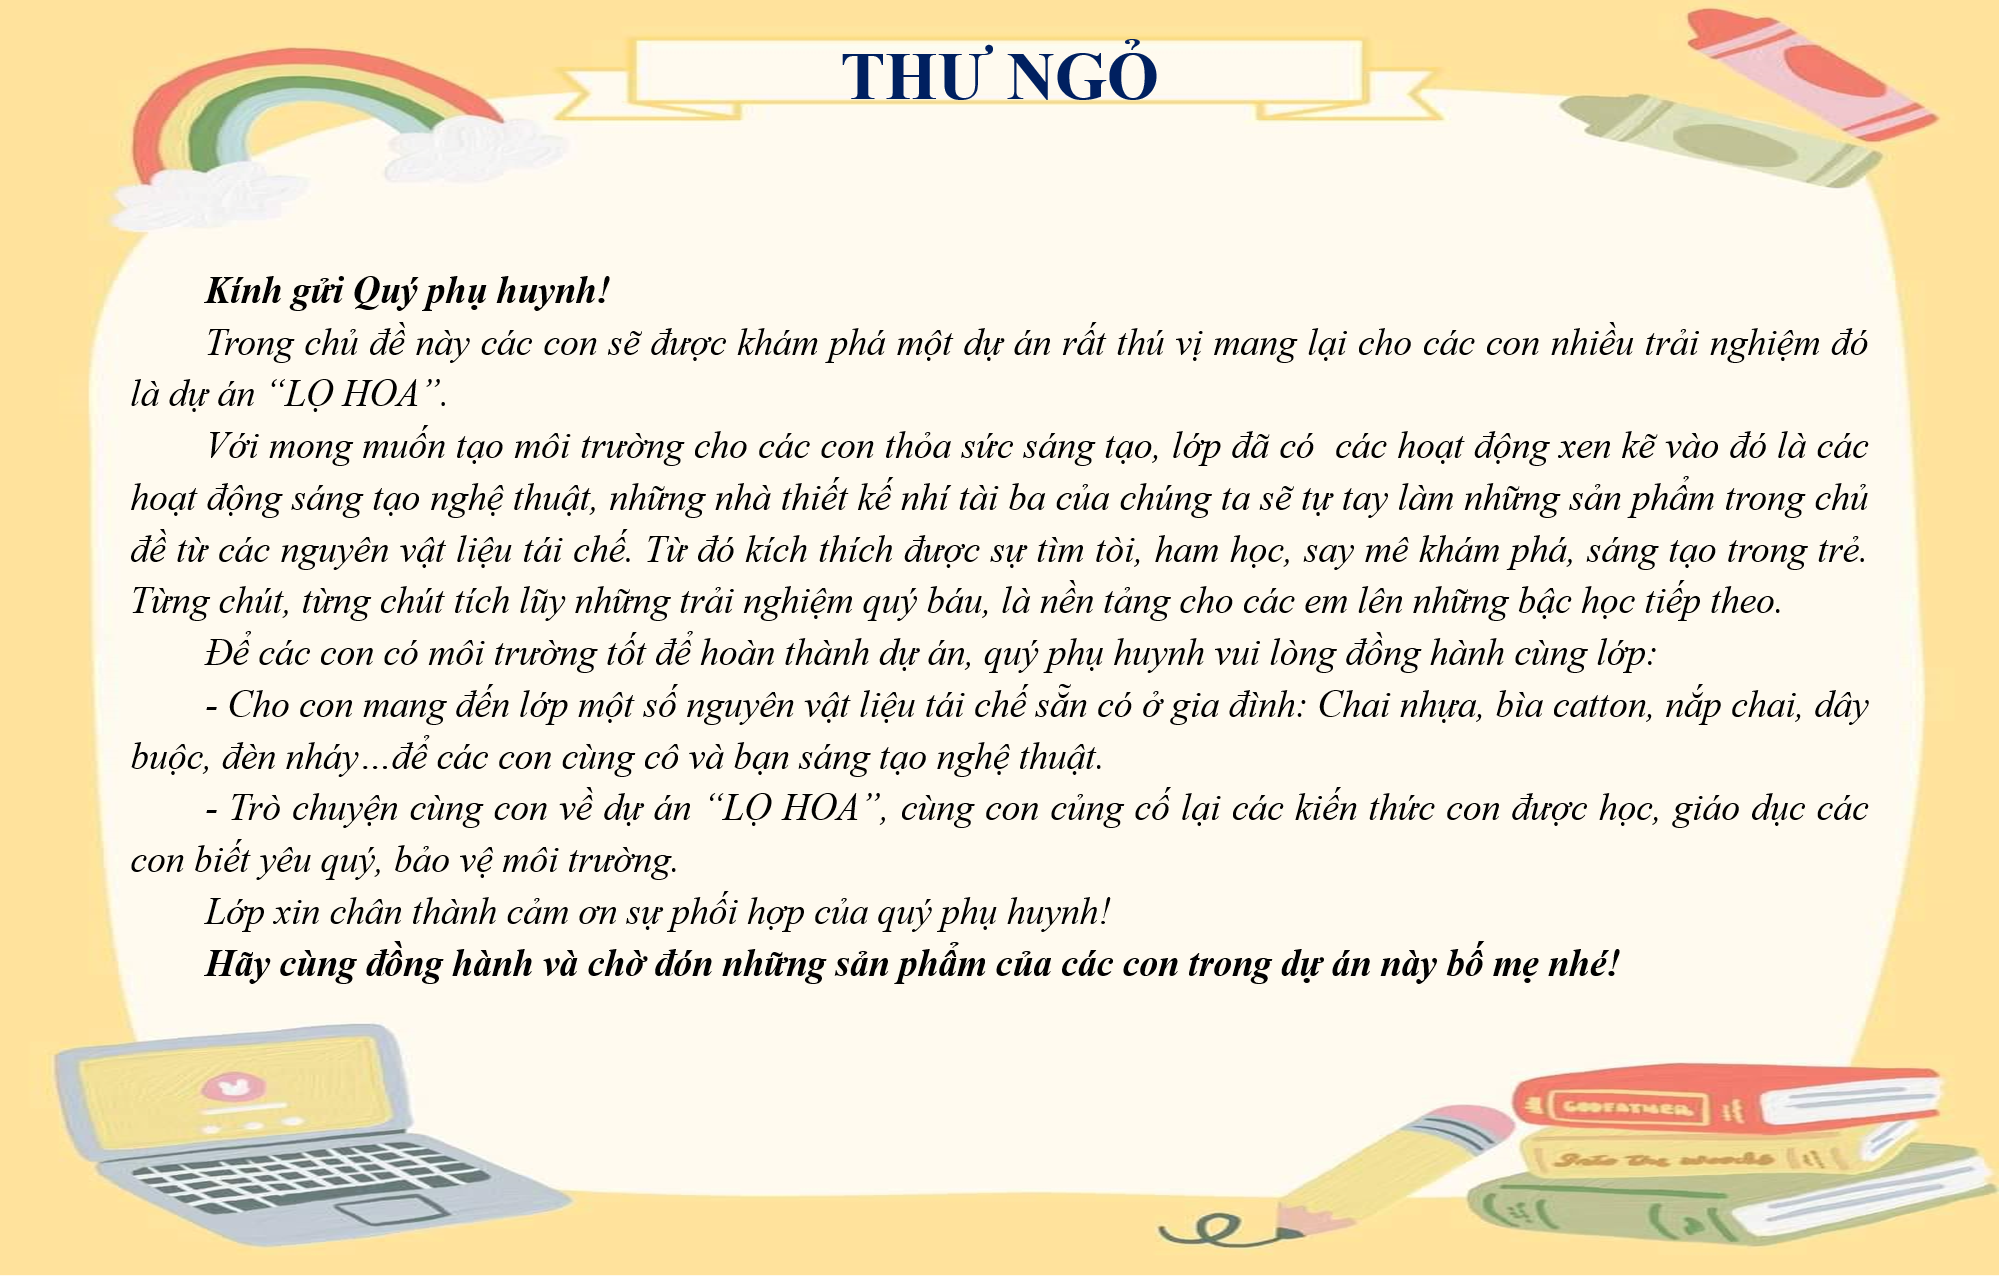 THƯ NGỎ
Kính gửi Quý phụ huynh!
Trong chủ đề này các con sẽ được khám phá một dự án rất thú vị mang lại cho các con nhiều trải nghiệm đó
là dự án “LỌ HOA”.
Với mong muốn tạo môi trường cho các con thỏa sức sáng tạo, lớp đã có  các hoạt động xen kẽ vào đó là các
hoạt động sáng tạo nghệ thuật, những nhà thiết kế nhí tài ba của chúng ta sẽ tự tay làm những sản phẩm trong chủ
đề từ các nguyên vật liệu tái chế. Từ đó kích thích được sự tìm tòi, ham học, say mê khám phá, sáng tạo trong trẻ.
Từng chút, từng chút tích lũy những trải nghiệm quý báu, là nền tảng cho các em lên những bậc học tiếp theo.
Để các con có môi trường tốt để hoàn thành dự án, quý phụ huynh vui lòng đồng hành cùng lớp:
- Cho con mang đến lớp một số nguyên vật liệu tái chế sẵn có ở gia đình: Chai nhựa, bìa catton, nắp chai, dây
buộc, đèn nháy…để các con cùng cô và bạn sáng tạo nghệ thuật.
- Trò chuyện cùng con về dự án “LỌ HOA”, cùng con củng cố lại các kiến thức con được học, giáo dục các
con biết yêu quý, bảo vệ môi trường.
Lớp xin chân thành cảm ơn sự phối hợp của quý phụ huynh!
Hãy cùng đồng hành và chờ đón những sản phẩm của các con trong dự án này bố mẹ nhé!
GODFATHER
Into the woods